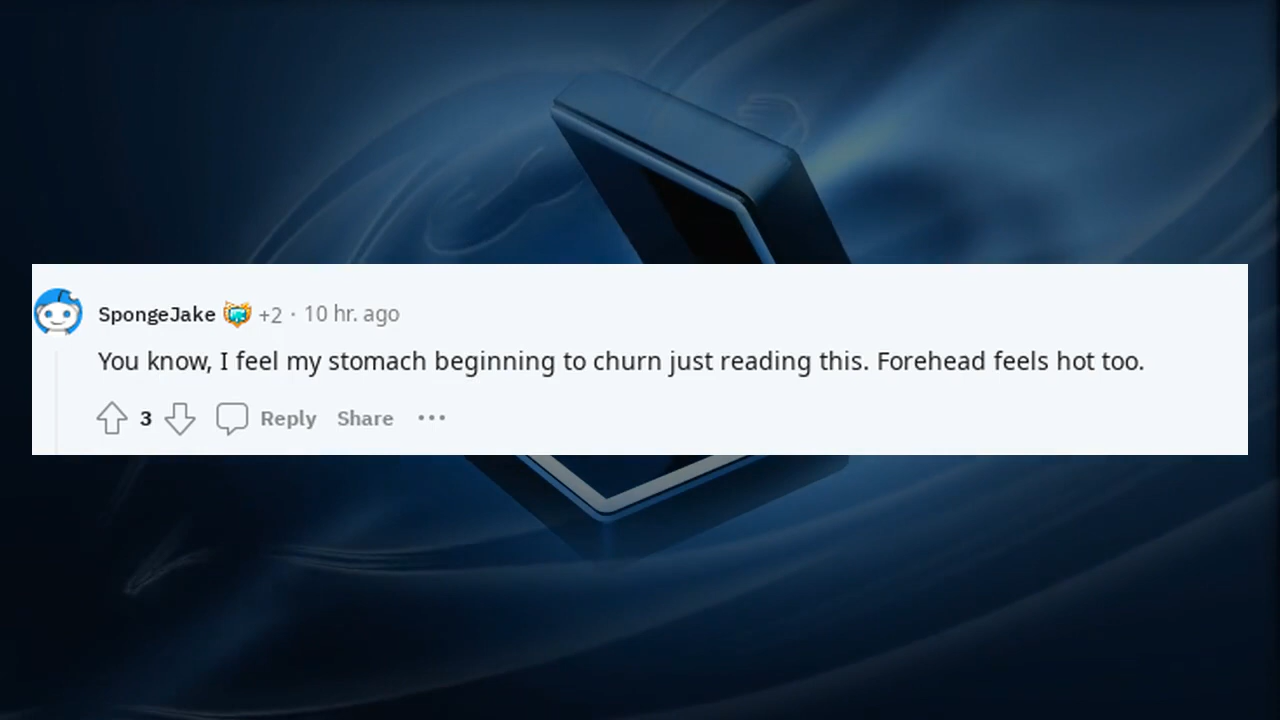 SpongeJake +2 · 10 hr. ago
You know, I feel my stomach beginning to churn just reading this. Forehead feels hot too.
3 Reply Share ···